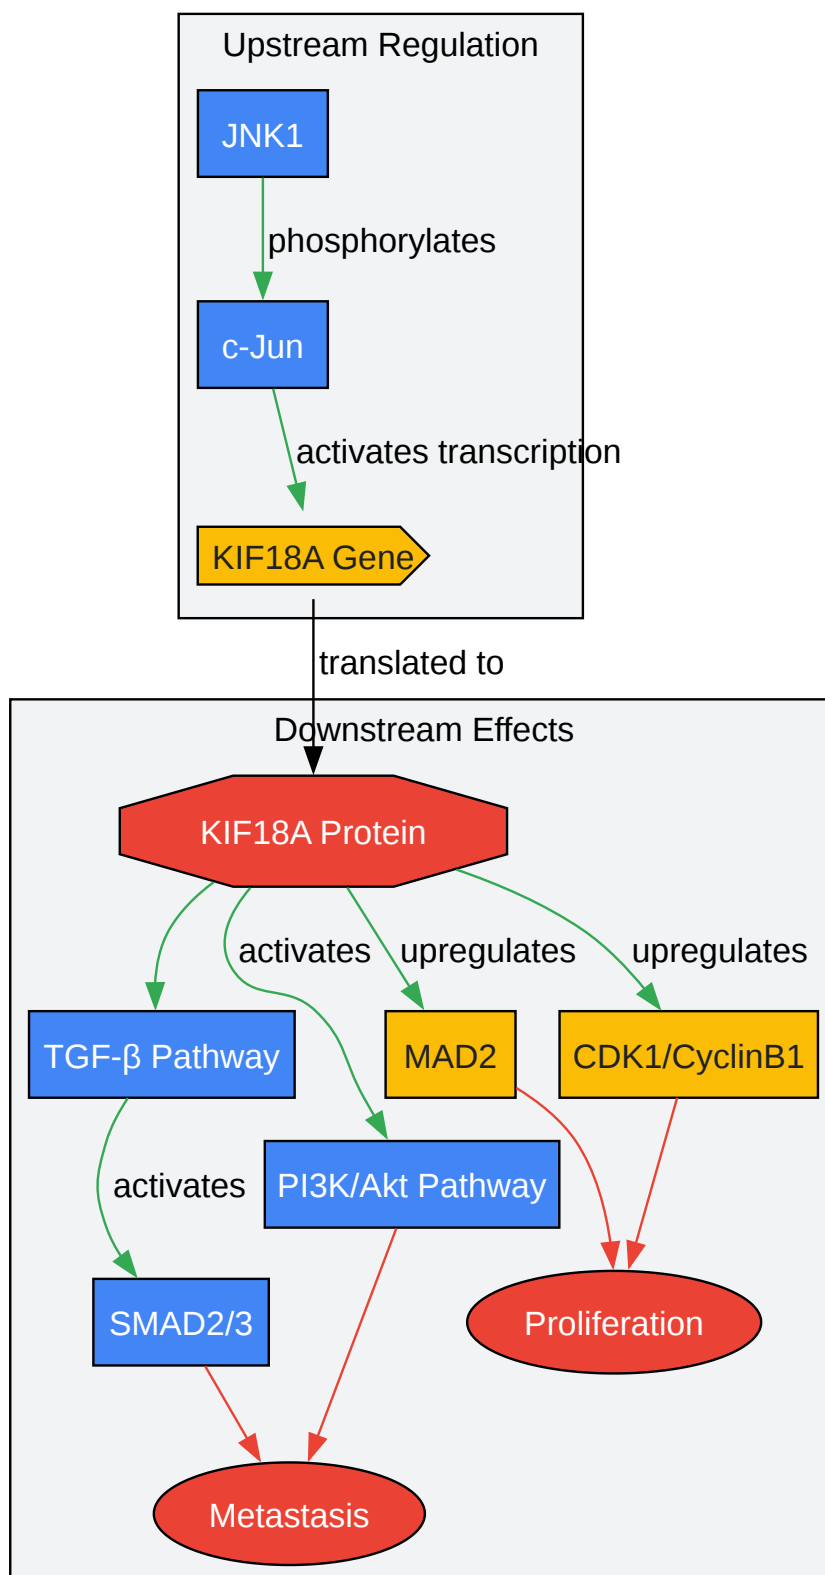 Upstream Regulation
JNK1
phosphorylates
c-Jun
activates transcription
KIF18A Gene
translated to
Downstream Effects
KIF18A Protein
activates
upregulates
upregulates
TGF-β Pathway
MAD2
CDK1/CyclinB1
activates
PI3K/Akt Pathway
SMAD2/3
Proliferation
Metastasis